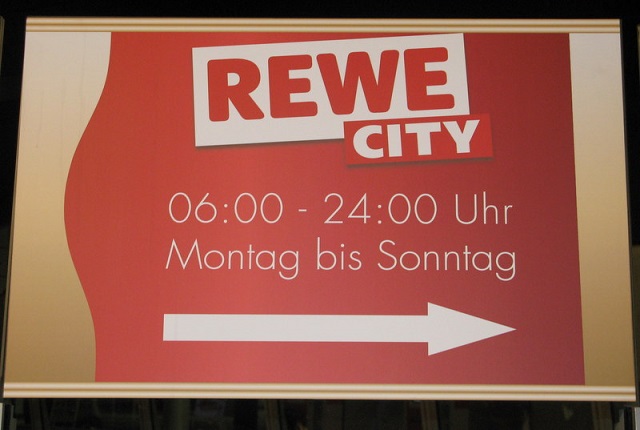 REWE
CITY
06:00 - 24:00 Uhr
Montag bis Sonntag